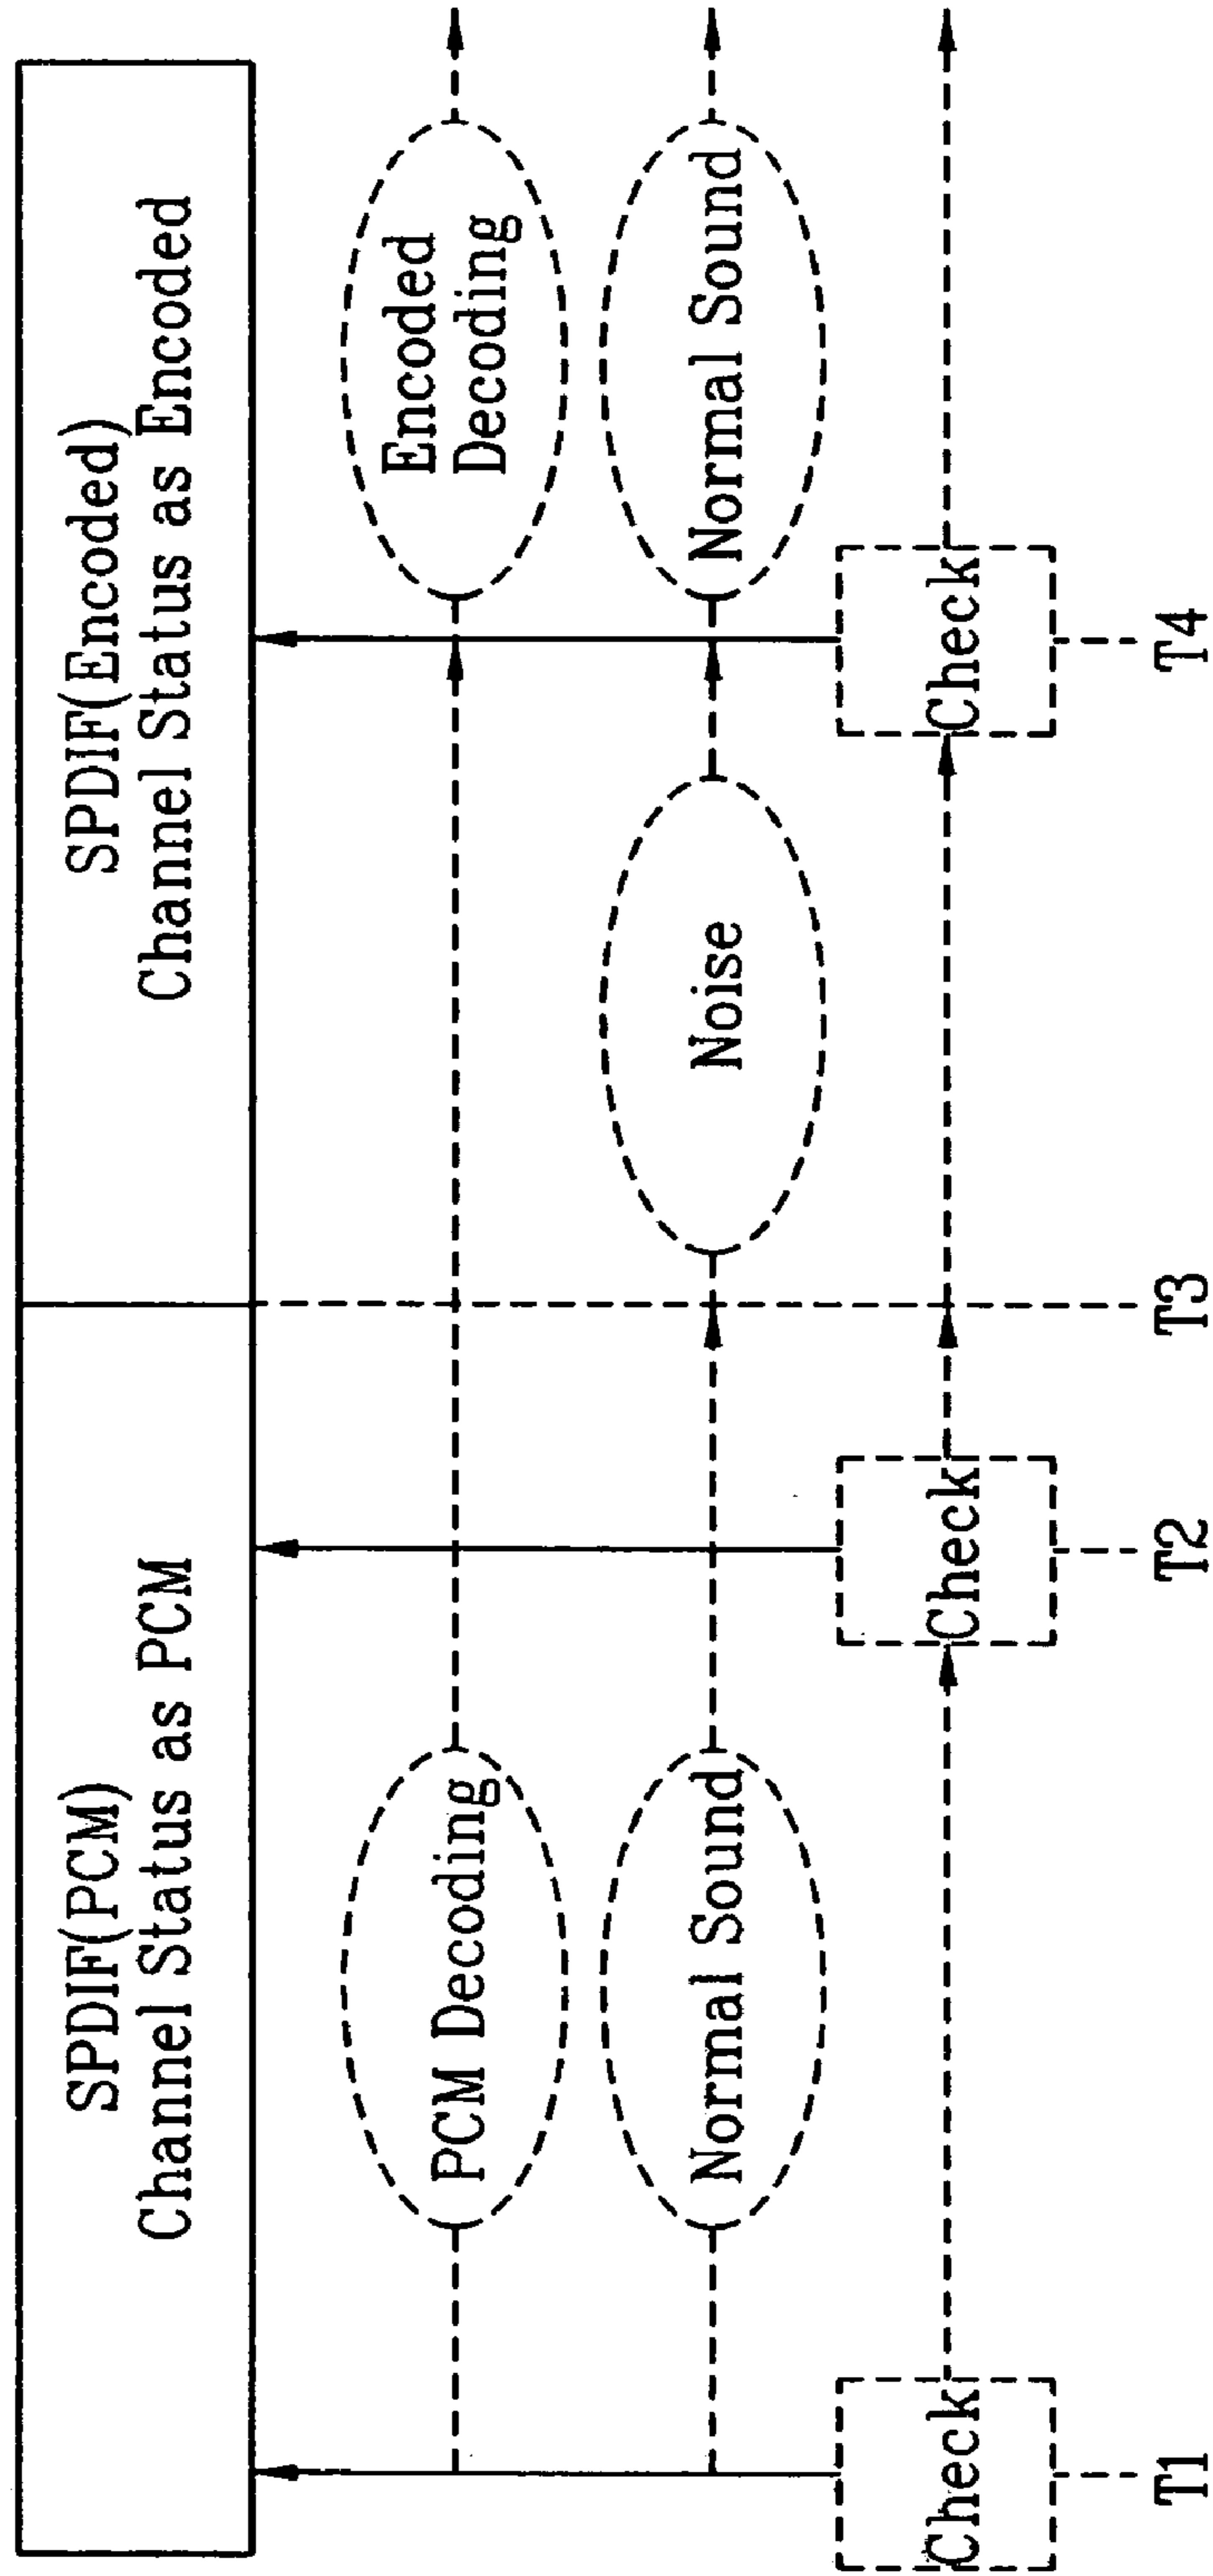 SPDIF(PCM)
Channel Status as PCM
SPDIF(Encoded)
Channel Status as Encoded
PCM Decoding
Encoded
Decoding
Normal Sound
Noise
Normal Sound
Check
Check
Check
T1
T2
T3
T4